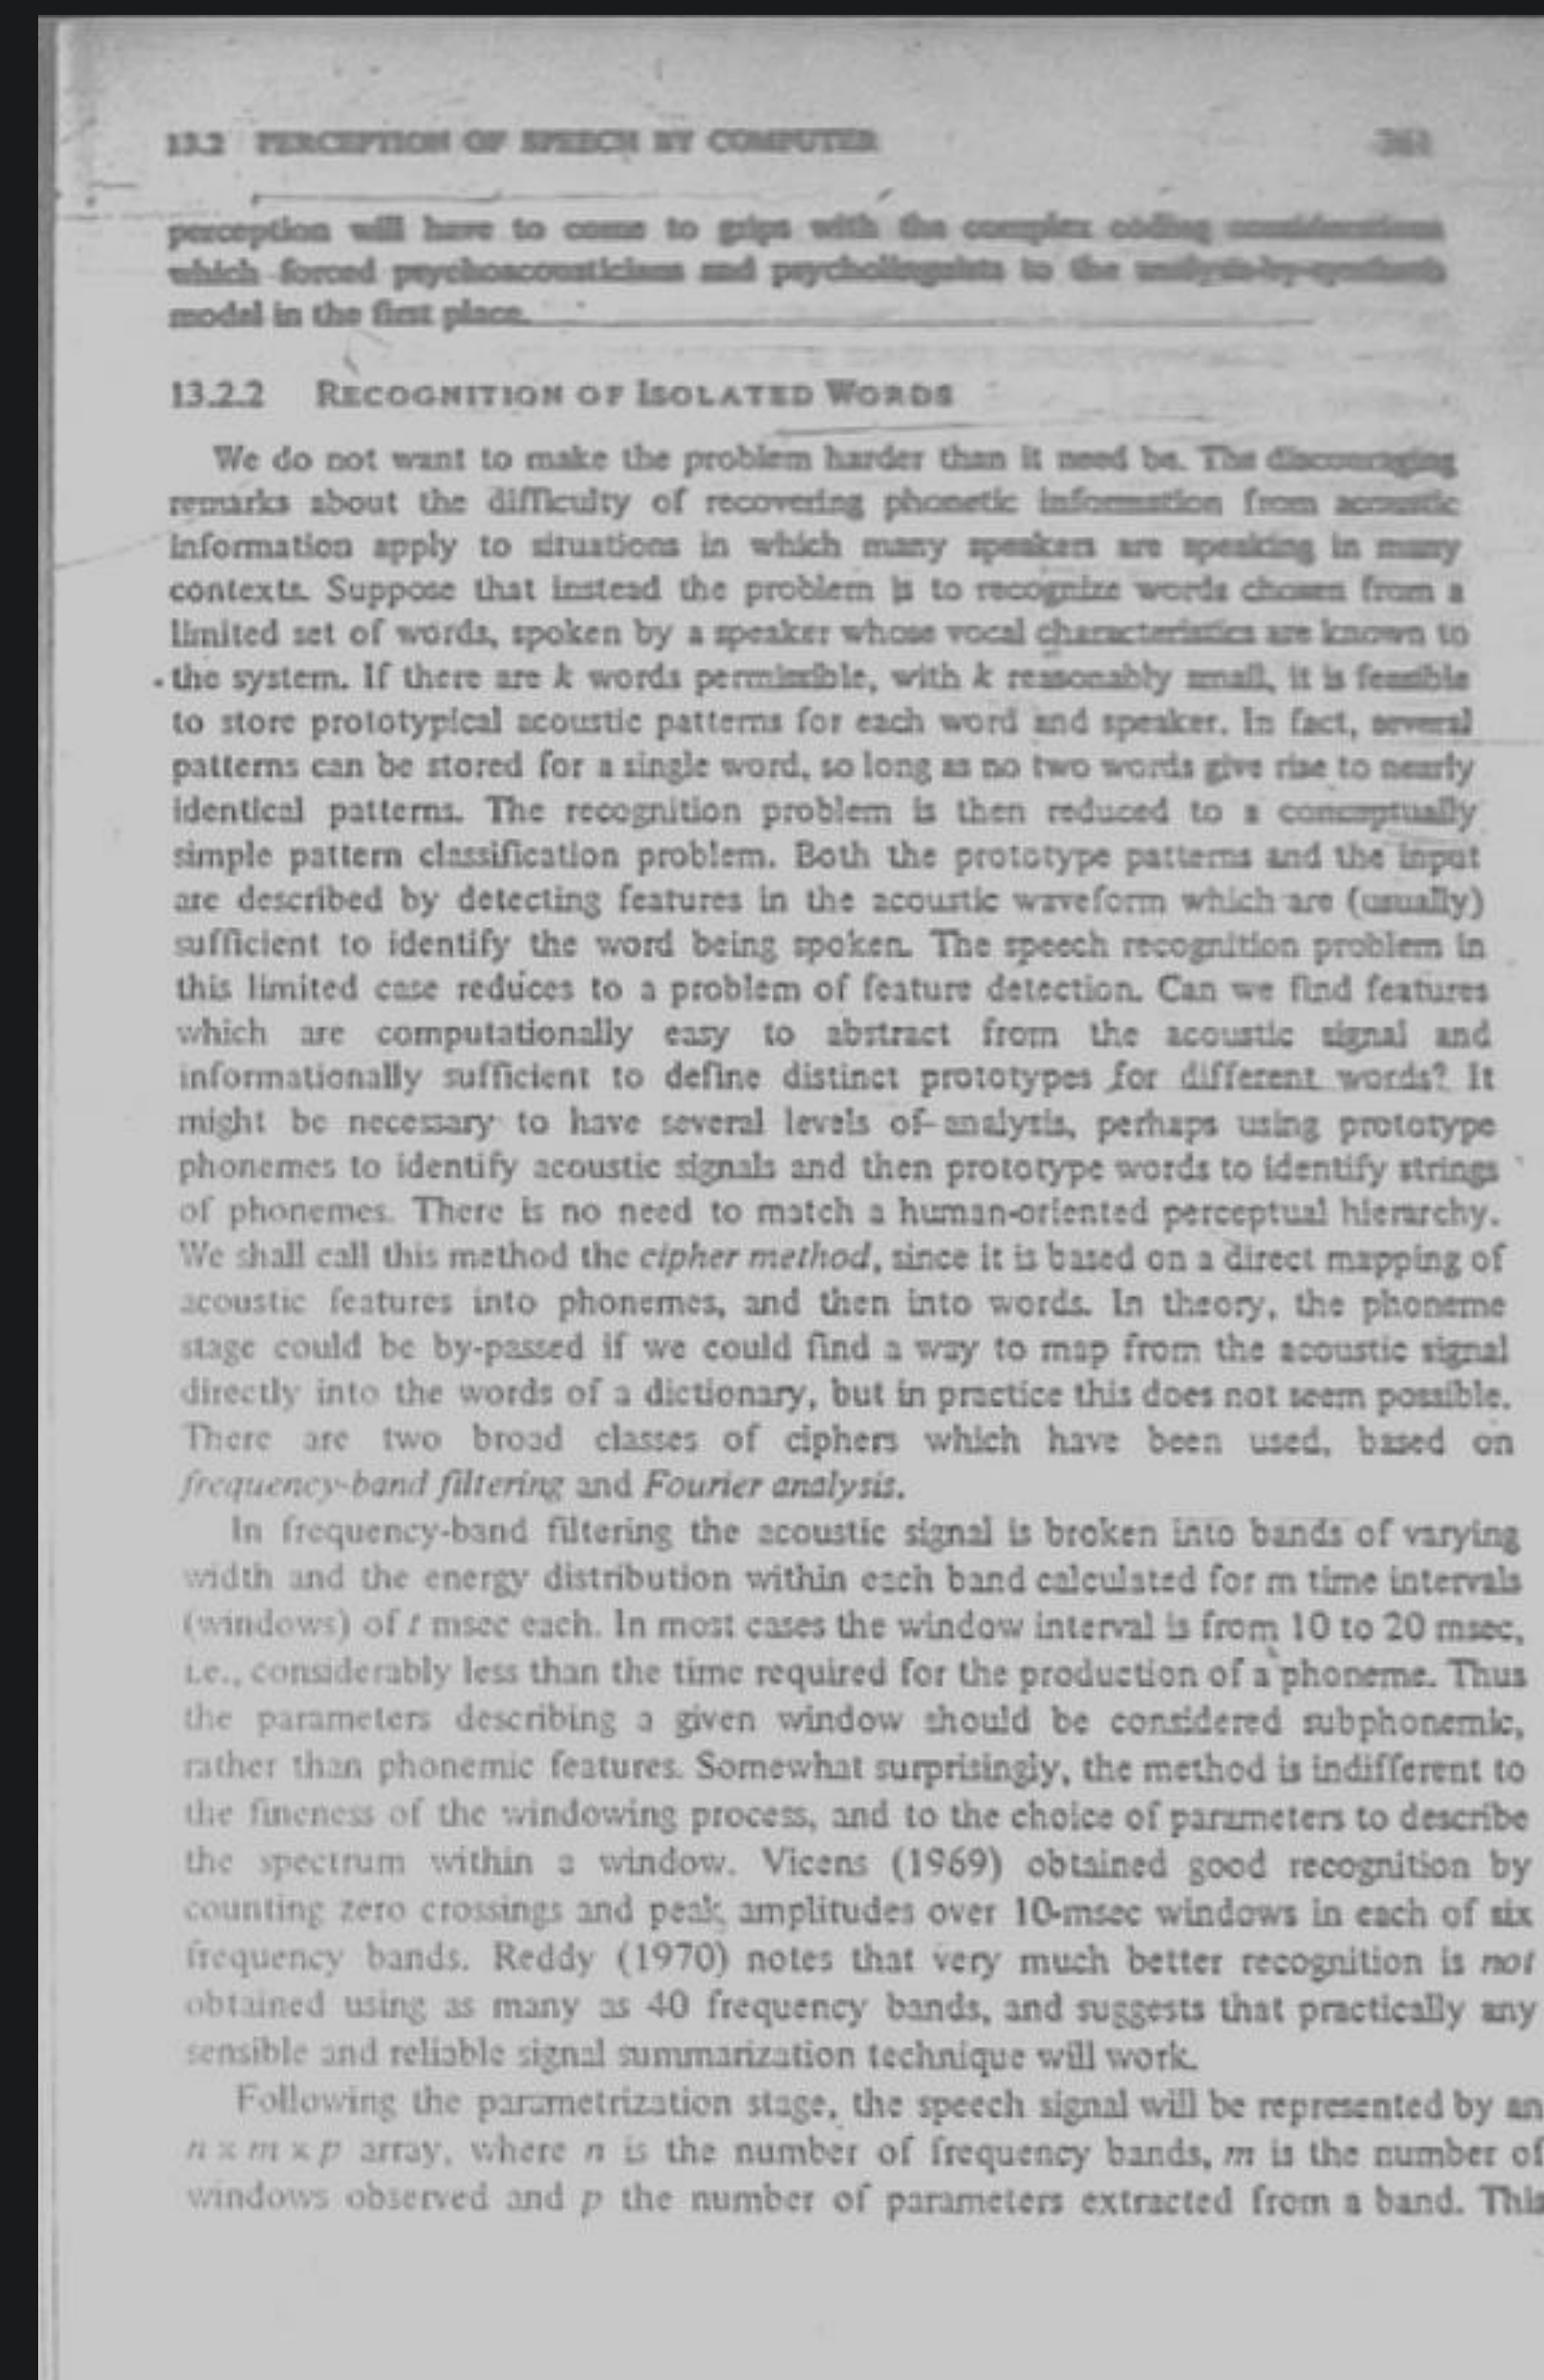 13.2 PERCEPTION OF SPEECH BY COMPUTER
perception will have to come to grips with the complex coding considerations
which forced psychoacousticians and psycholinguists to the analysis-by-synthesis
model in the first place.
13.2.2 RECOGNITION OF ISOLATED WORDS
We do not want to make the problem harder than it need be. The discouraging
remarks about the difficulty of recovering phonetic information from acoustic
information apply to situations in which many speakers are speaking in many
contexts. Suppose that instead the problem is to recognize words chosen from a
limited set of words, spoken by a speaker whose vocal characteristics are known to
the system. If there are k words permissible, with k reasonably small, it is feasible
to store prototypical acoustic patterns for each word and speaker. In fact, several
patterns can be stored for a single word, so long as no two words give rise to nearly
identical patterns. The recognition problem is then reduced to a conceptually
simple pattern classification problem. Both the prototype patterns and the input
are described by detecting features in the acoustic waveform which are (usually)
sufficient to identify the word being spoken. The speech recognition problem in
this limited case reduces to a problem of feature detection. Can we find features
which are computationally easy to abstract from the acoustic signal and
informationally sufficient to define distinct prototypes for different words? It
might be necessary to have several levels of analysis, perhaps using prototype
phonemes to identify acoustic signals and then prototype words to identify strings
of phonemes. There is no need to match a human-oriented perceptual hierarchy.
We shall call this method the cipher method, since it is based on a direct mapping of
acoustic features into phonemes, and then into words. In theory, the phoneme
stage could be by-passed if we could find a way to map from the acoustic signal
directly into the words of a dictionary, but in practice this does not seem possible.
There are two broad classes of ciphers which have been used, based on
frequency-band filtering and Fourier analysis.
In frequency-band filtering the acoustic signal is broken into bands of varying
width and the energy distribution within each band calculated for m time intervals
(windows) of t msec each. In most cases the window interval is from 10 to 20 msec,
i.e., considerably less than the time required for the production of a phoneme. Thus
the parameters describing a given window should be considered subphonemic,
rather than phonemic features. Somewhat surprisingly, the method is indifferent to
the fineness of the windowing process, and to the choice of parameters to describe
the spectrum within a window. Vicens (1969) obtained good recognition by
counting zero crossings and peak amplitudes over 10-msec windows in each of six
frequency bands. Reddy (1970) notes that very much better recognition is not
obtained using as many as 40 frequency bands, and suggests that practically any
sensible and reliable signal summarization technique will work.
Following the parametrization stage, the speech signal will be represented by an
n × m × p array, where n is the number of frequency bands, m is the number of
windows observed and p the number of parameters extracted from a band. This